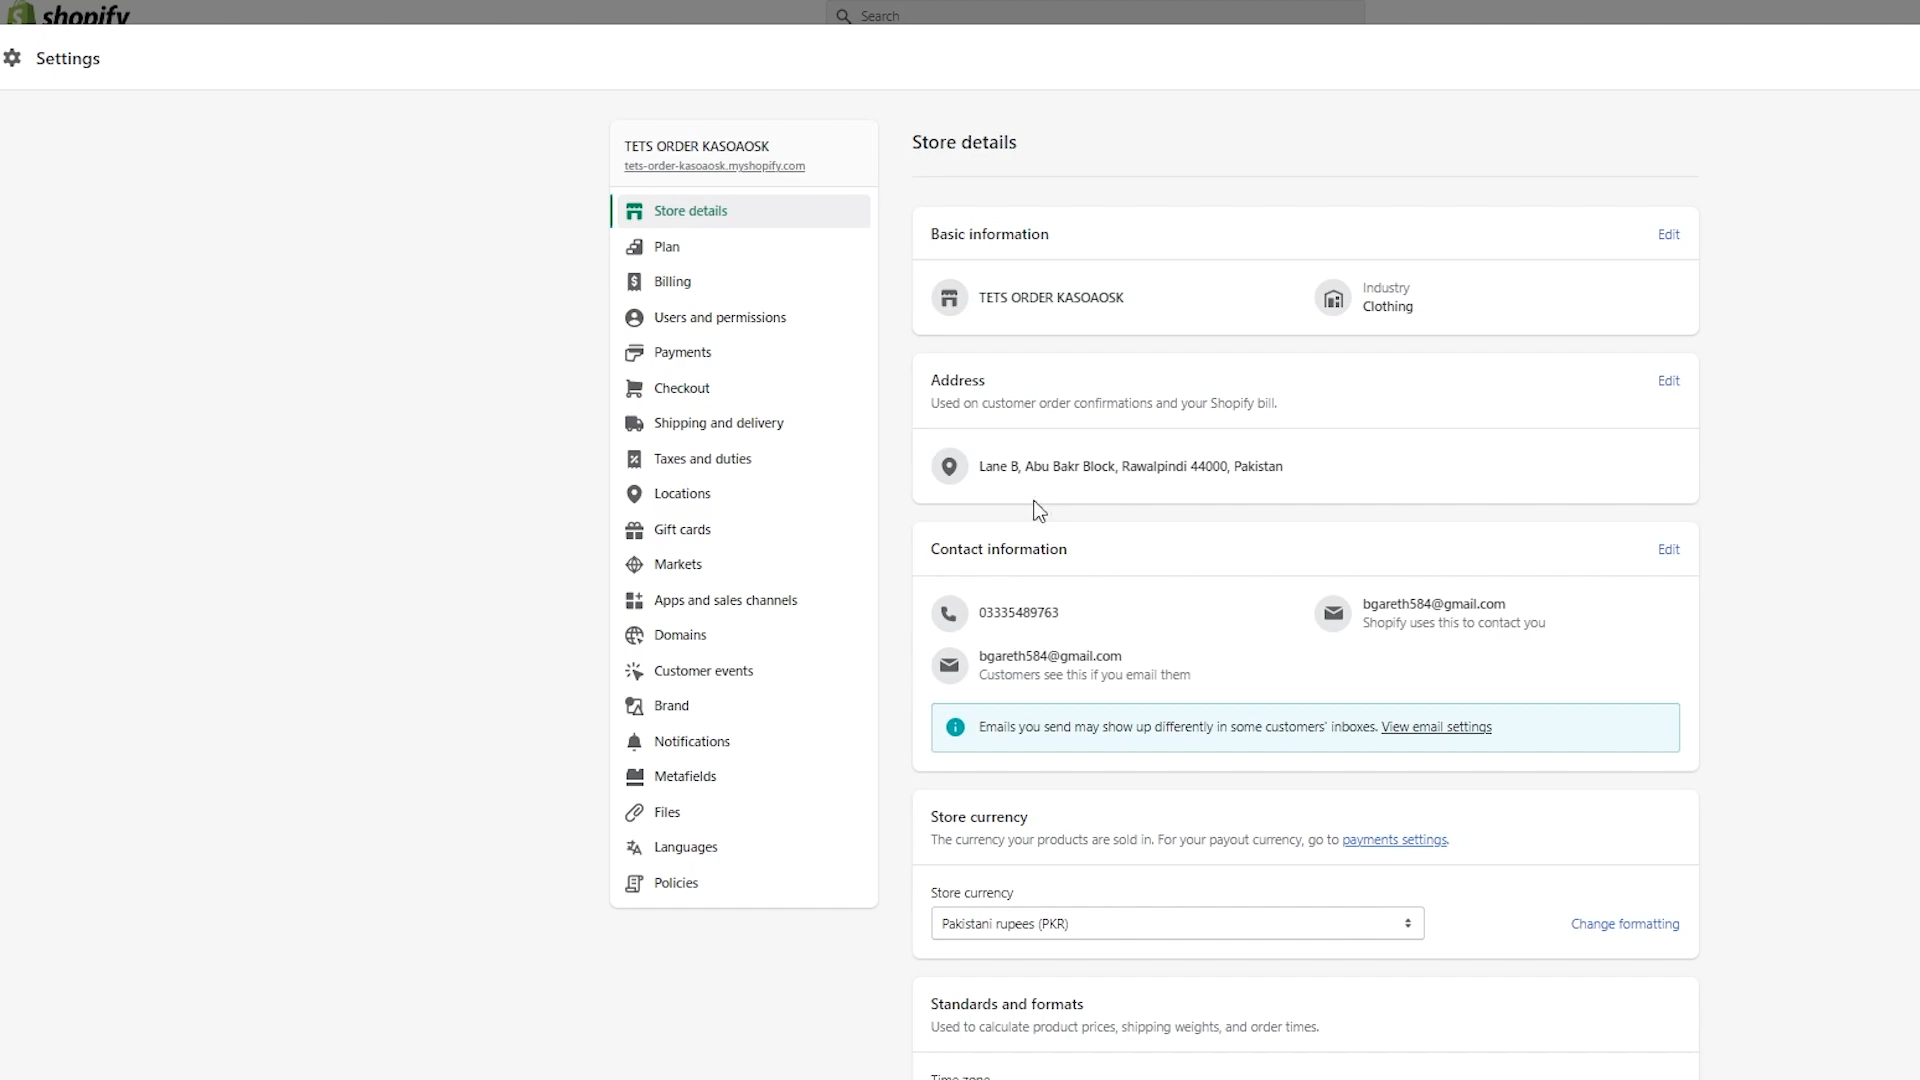 shopify
Search
Settings
TETS ORDER KASOAOSK
tets-order-kasoaosk.myshopify.com
Store details
Plan
Billing
Users and permissions
Payments
Checkout
Shipping and delivery
Taxes and duties
Locations
Gift cards
Markets
Apps and sales channels
Domains
Customer events
Brand
Notifications
Metafields
Files
Languages
Policies
Store details
Basic information
Edit
TETS ORDER KASOAOSK
Industry
Clothing
Address
Edit
Used on customer order confirmations and your Shopify bill.
Lane B, Abu Bakr Block, Rawalpindi 44000, Pakistan
Contact information
Edit
03335489763
bgareth584@gmail.com
Shopify uses this to contact you
bgareth584@gmail.com
Customers see this if you email them
Emails you send may show up differently in some customers' inboxes. View email settings
Store currency
The currency your products are sold in. For your payout currency, go to payments settings.
Store currency
Pakistani rupees (PKR)
Change formatting
Standards and formats
Used to calculate product prices, shipping weights, and order times.
Time zone